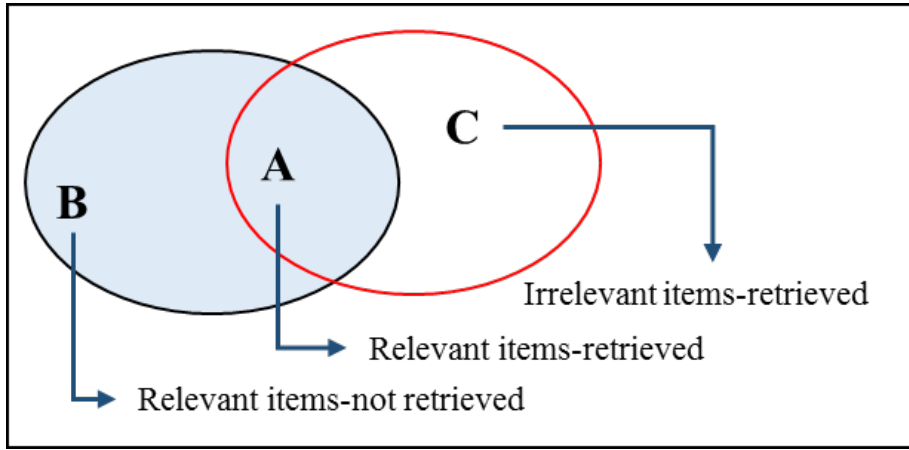 C
A
B
Irrelevant items-retrieved
Relevant items-retrieved
Relevant items-not retrieved